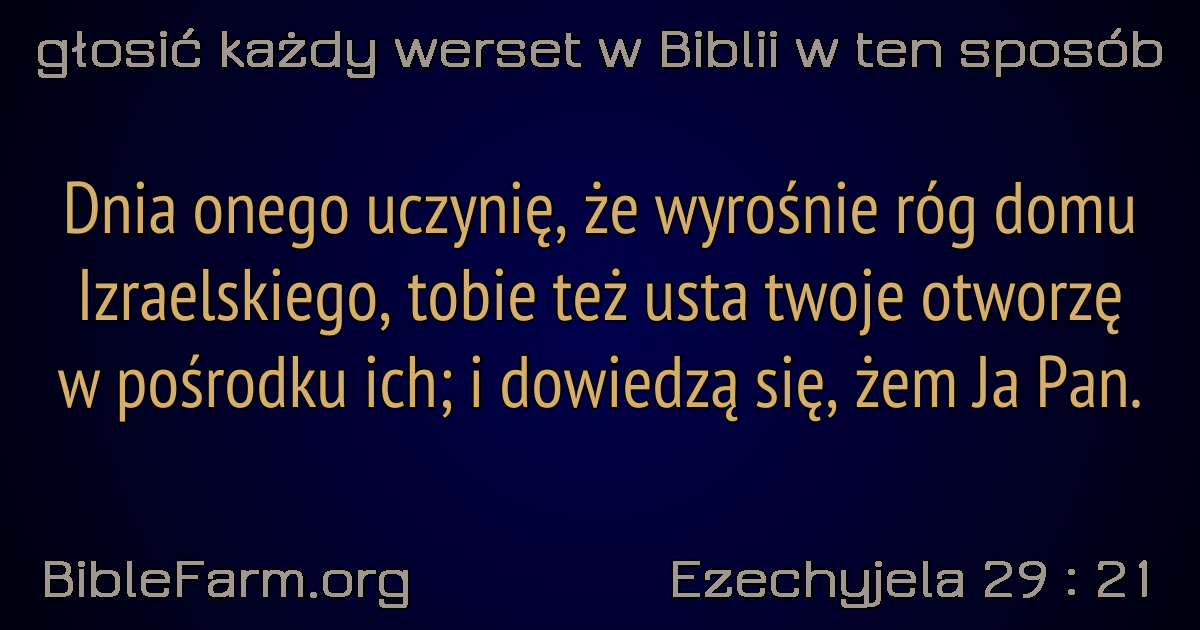 głosić każdy werset w Biblii w ten sposób
Dnia onego uczynię, że wyrośnie róg domu
Izraelskiego, tobie też usta twoje otworzę
w pośrodku ich; i dowiedzą się, żem Ja Pan.
BibleFarm.org
Ezechyjela 29 : 21